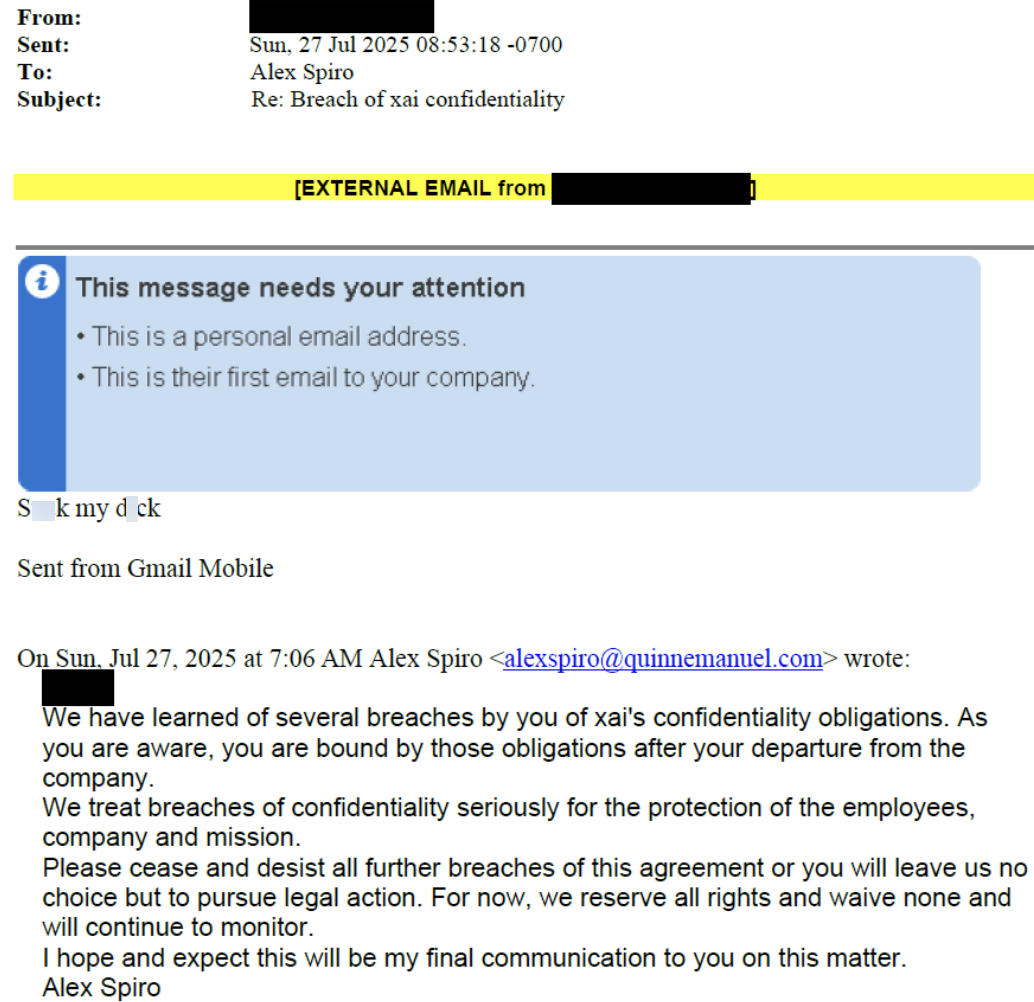 From:
Sent: Sun, 27 Jul 2025 08:53:18 -0700
To: Alex Spiro
Subject: Re: Breach of xai confidentiality
[EXTERNAL EMAIL from ]
This message needs your attention
• This is a personal email address.
• This is their first email to your company.
S k my d ck
Sent from Gmail Mobile
On Sun, Jul 27, 2025 at 7:06 AM Alex Spiro <alexspiro@quinnemanuel.com> wrote:
We have learned of several breaches by you of xai's confidentiality obligations. As
you are aware, you are bound by those obligations after your departure from the
company.
We treat breaches of confidentiality seriously for the protection of the employees,
company and mission.
Please cease and desist all further breaches of this agreement or you will leave us no
choice but to pursue legal action. For now, we reserve all rights and waive none and
will continue to monitor.
I hope and expect this will be my final communication to you on this matter.
Alex Spiro